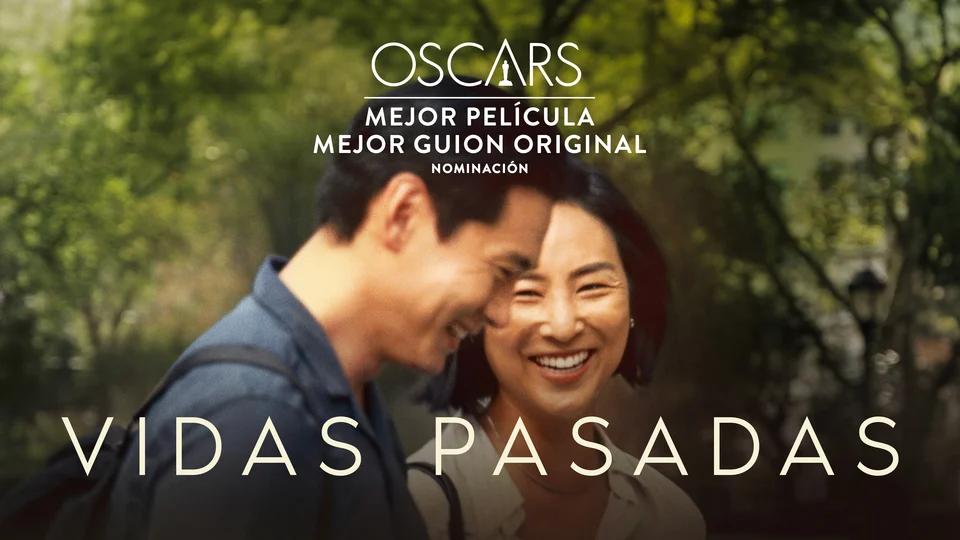 OSCARS
MEJOR PELÍCULA
MEJOR GUION ORIGINAL
NOMINACIÓN
VIDAS PASADAS